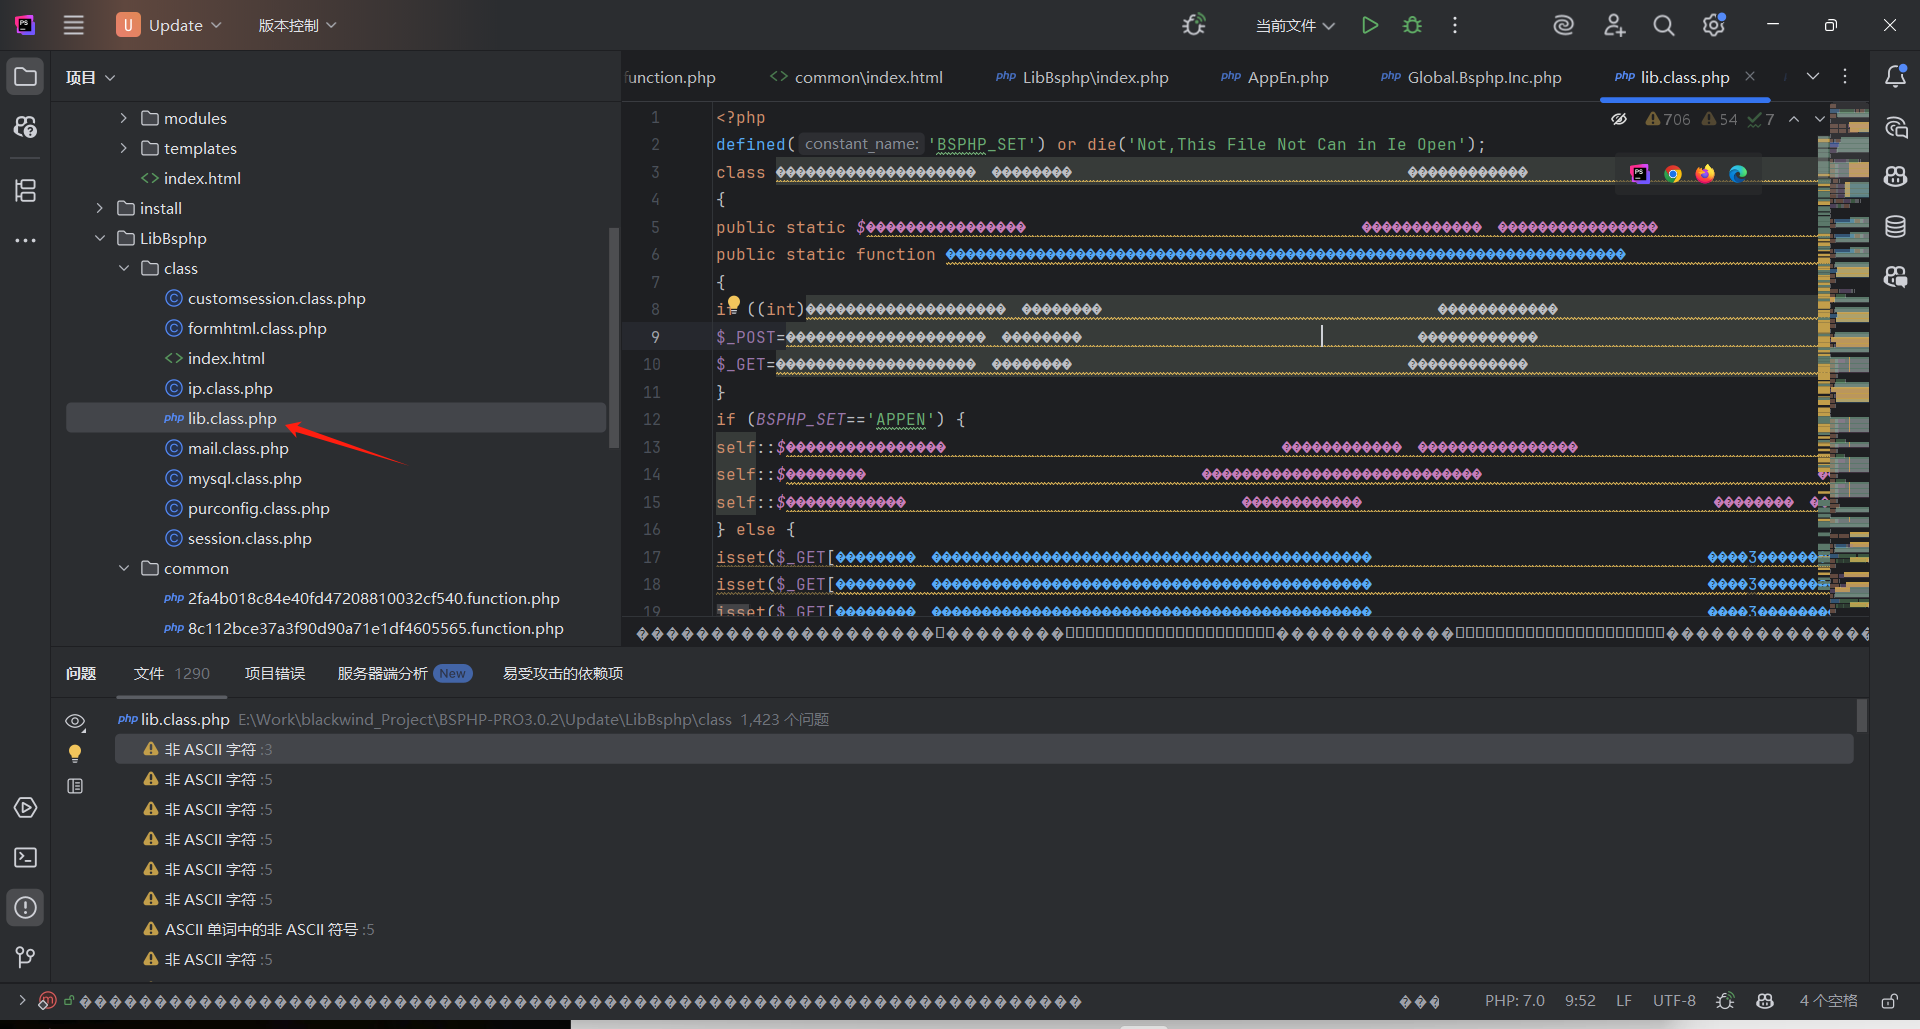 U Update 版本控制
当前文件
项目
unction.php common\index.html LibBsphp\index.php AppEn.php Global.Bsphp.Inc.php lib.class.php
modules
templates
index.html
install
LibBsphp
class
customsession.class.php
formhtml.class.php
index.html
ip.class.php
lib.class.php
mail.class.php
mysql.class.php
purconfig.class.php
session.class.php
common
2fa4b018c84e40fd47208810032cf540.function.php
8c112bce37a3f90d90a71e1df4605565.function.php
706 54 7
1 <?php
2 defined( constant_name: 'BSPHP_SET') or die('Not,This File Not Can in Ie Open');
3 class
4 {
5 public static $
6 public static function
7 {
8 if ((int)
9 $_POST=
10 $_GET=
11 }
12 if (BSPHP_SET=='APPEN') {
13 self::$
14 self::$
15 self::$
16 } else {
17 isset($_GET[ 3
18 isset($_GET[ 3
19 isset($_GET[ 3
问题 文件 1290 项目错误 服务器端分析 New 易受攻击的依赖项
lib.class.php E:\Work\blackwind_Project\BSPHP-PRO3.0.2\Update\LibBsphp\class 1,423 个问题
非 ASCII 字符 :3
非 ASCII 字符 :5
非 ASCII 字符 :5
非 ASCII 字符 :5
非 ASCII 字符 :5
非 ASCII 字符 :5
ASCII 单词中的非 ASCII 符号 :5
非 ASCII 字符 :5
PHP: 7.0 9:52 LF UTF-8 4 个空格